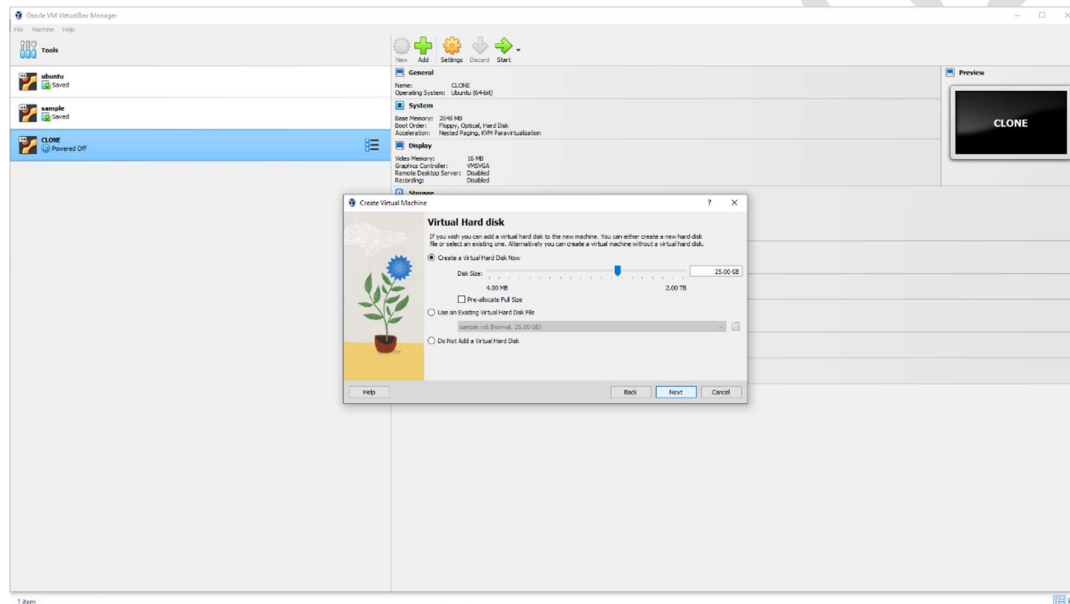 Oracle VM VirtualBox Manager
File Machine Help
Tools
ubuntu
Saved
sample
Saved
CLONE
Powered Off
New Add Settings Discard Start
General
Name: CLONE
Operating System: Ubuntu (64-bit)
System
Base Memory: 2048 MB
Boot Order: Floppy, Optical, Hard Disk
Acceleration: Nested Paging, KVM Paravirtualization
Display
Video Memory: 16 MB
Graphics Controller: VMSVGA
Remote Desktop Server: Disabled
Recording: Disabled
Storage
Preview
CLONE
Create Virtual Machine
Virtual Hard disk
If you wish you can add a virtual hard disk to the new machine. You can either create a new hard disk
file or select an existing one. Alternatively you can create a virtual machine without a virtual hard disk.
Create a Virtual Hard Disk Now
Disk Size: 25.00 GB
4.00 MB 2.00 TB
Pre-allocate Full Size
Use an Existing Virtual Hard Disk File
sample.vdi (Normal, 25.00 GB)
Do Not Add a Virtual Hard Disk
Help Back Next Cancel
1 item